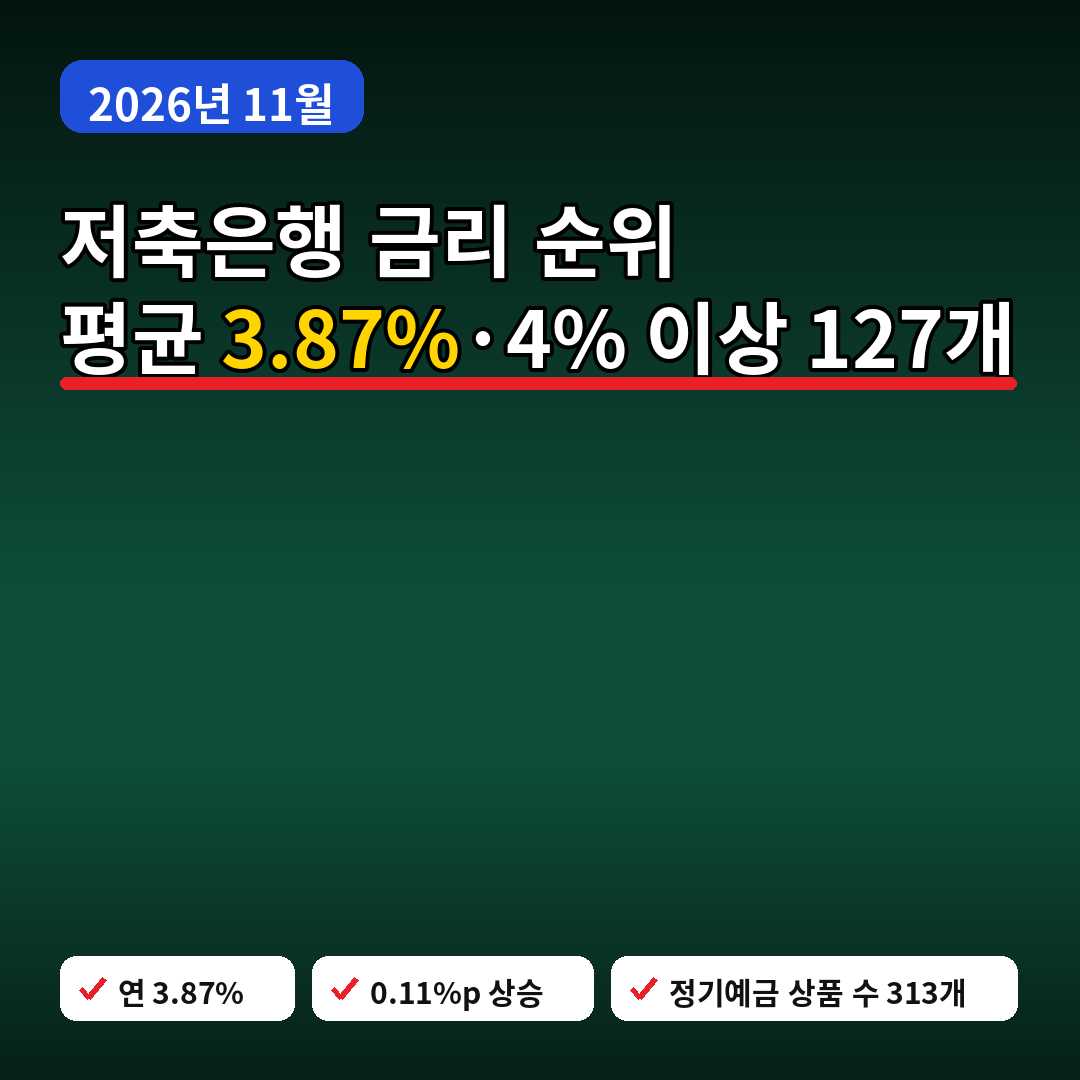 2026년 11월
저축은행 금리 순위
평균 3.87%·4% 이상 127개
연 3.87%
0.11%p 상승
정기예금 상품 수 313개